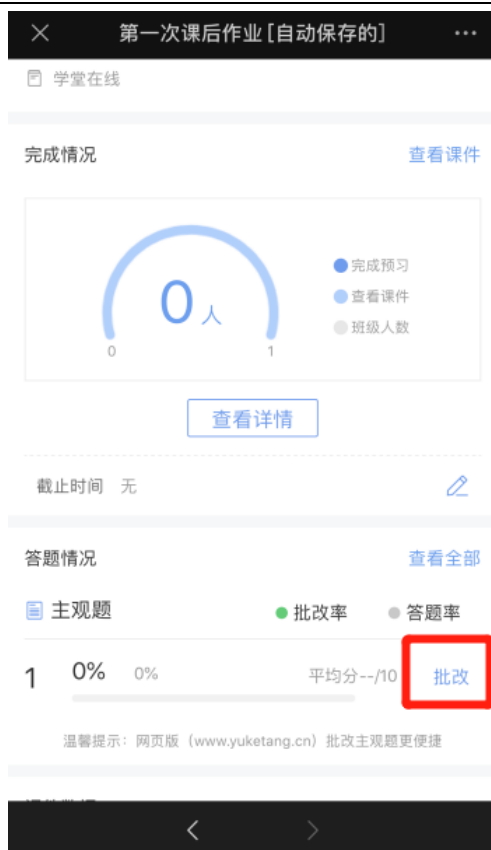 第一次课后作业[自动保存的]
学堂在线
完成情况 查看课件
0人
0 1
完成预习
查看课件
班级人数
查看详情
截止时间 无
答题情况 查看全部
主观题 批改率 答题率
1 0% 0% 平均分--/10 批改
温馨提示：网页版（www.yuketang.cn）批改主观题更便捷